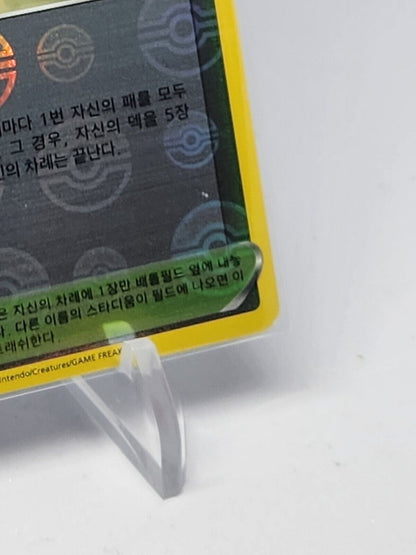 마다 1번 자신의 패를 모두
그 경우, 자신의 덱을 5장
의 차례는 끝난다.
은 자신의 차례에 1장만 배틀필드 옆에 내놓
다. 다른 이름의 스타디움이 필드에 나오면 이
트래쉬한다.
intendo/Creatures/GAME FREAK